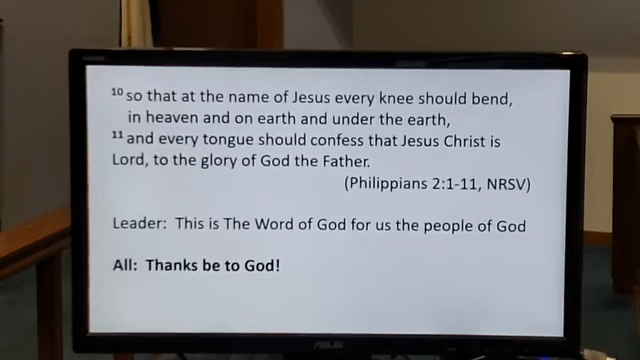 10 so that at the name of Jesus every knee should bend,
in heaven and on earth and under the earth,
11 and every tongue should confess that Jesus Christ is
Lord, to the glory of God the Father.
(Philippians 2:1-11, NRSV)
Leader: This is The Word of God for us the people of God
All: Thanks be to God!
ASUS